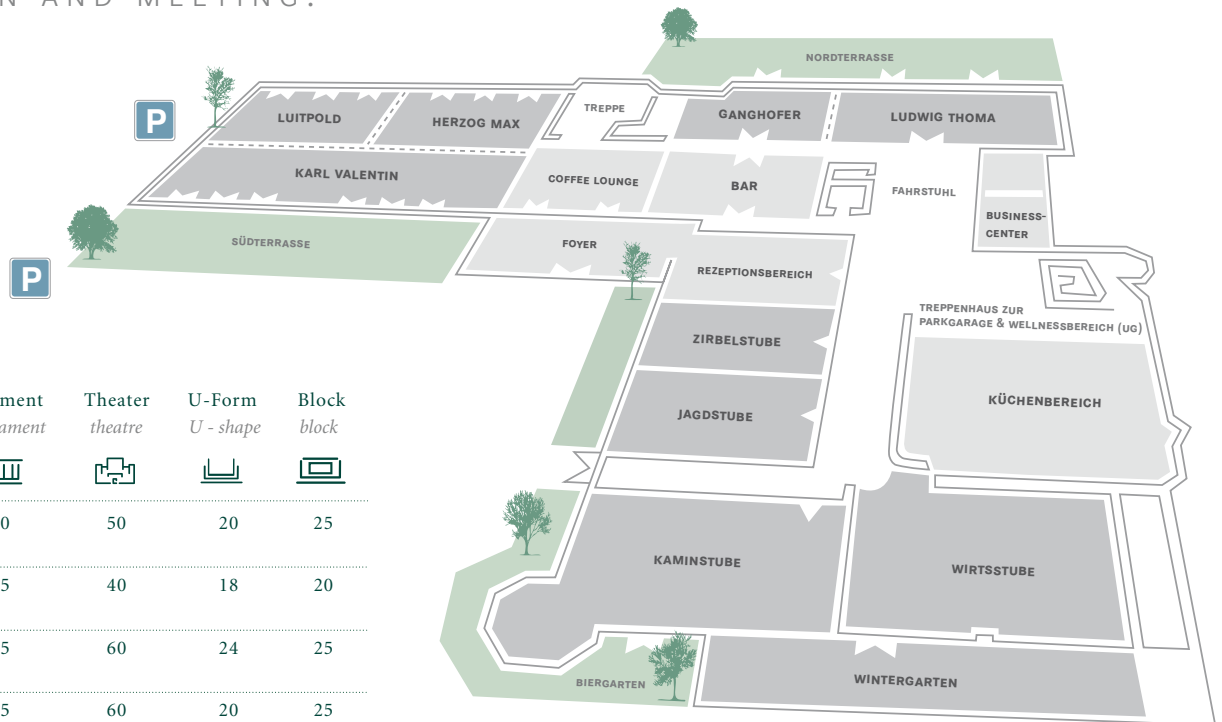 N AND MEETING.
NORDTERRASSE
P
LUITPOLD
HERZOG MAX
TREPPE
GANGHOFER
LUDWIG THOMA
KARL VALENTIN
COFFEE LOUNGE
BAR
FAHRSTUHL
BUSINESS-
CENTER
SÜDTERRASSE
FOYER
REZEPTIONSBEREICH
P
TREPPENHAUS ZUR
PARKGARAGE & WELLNESSBEREICH (UG)
ZIRBELSTUBE
JAGDSTUBE
KÜCHENBEREICH
KAMINSTUBE
WIRTSSTUBE
BIERGARTEN
WINTERGARTEN
ment Theater U-Form Block
ament theatre U - shape block
0 50 20 25
5 40 18 20
5 60 24 25
5 60 20 25